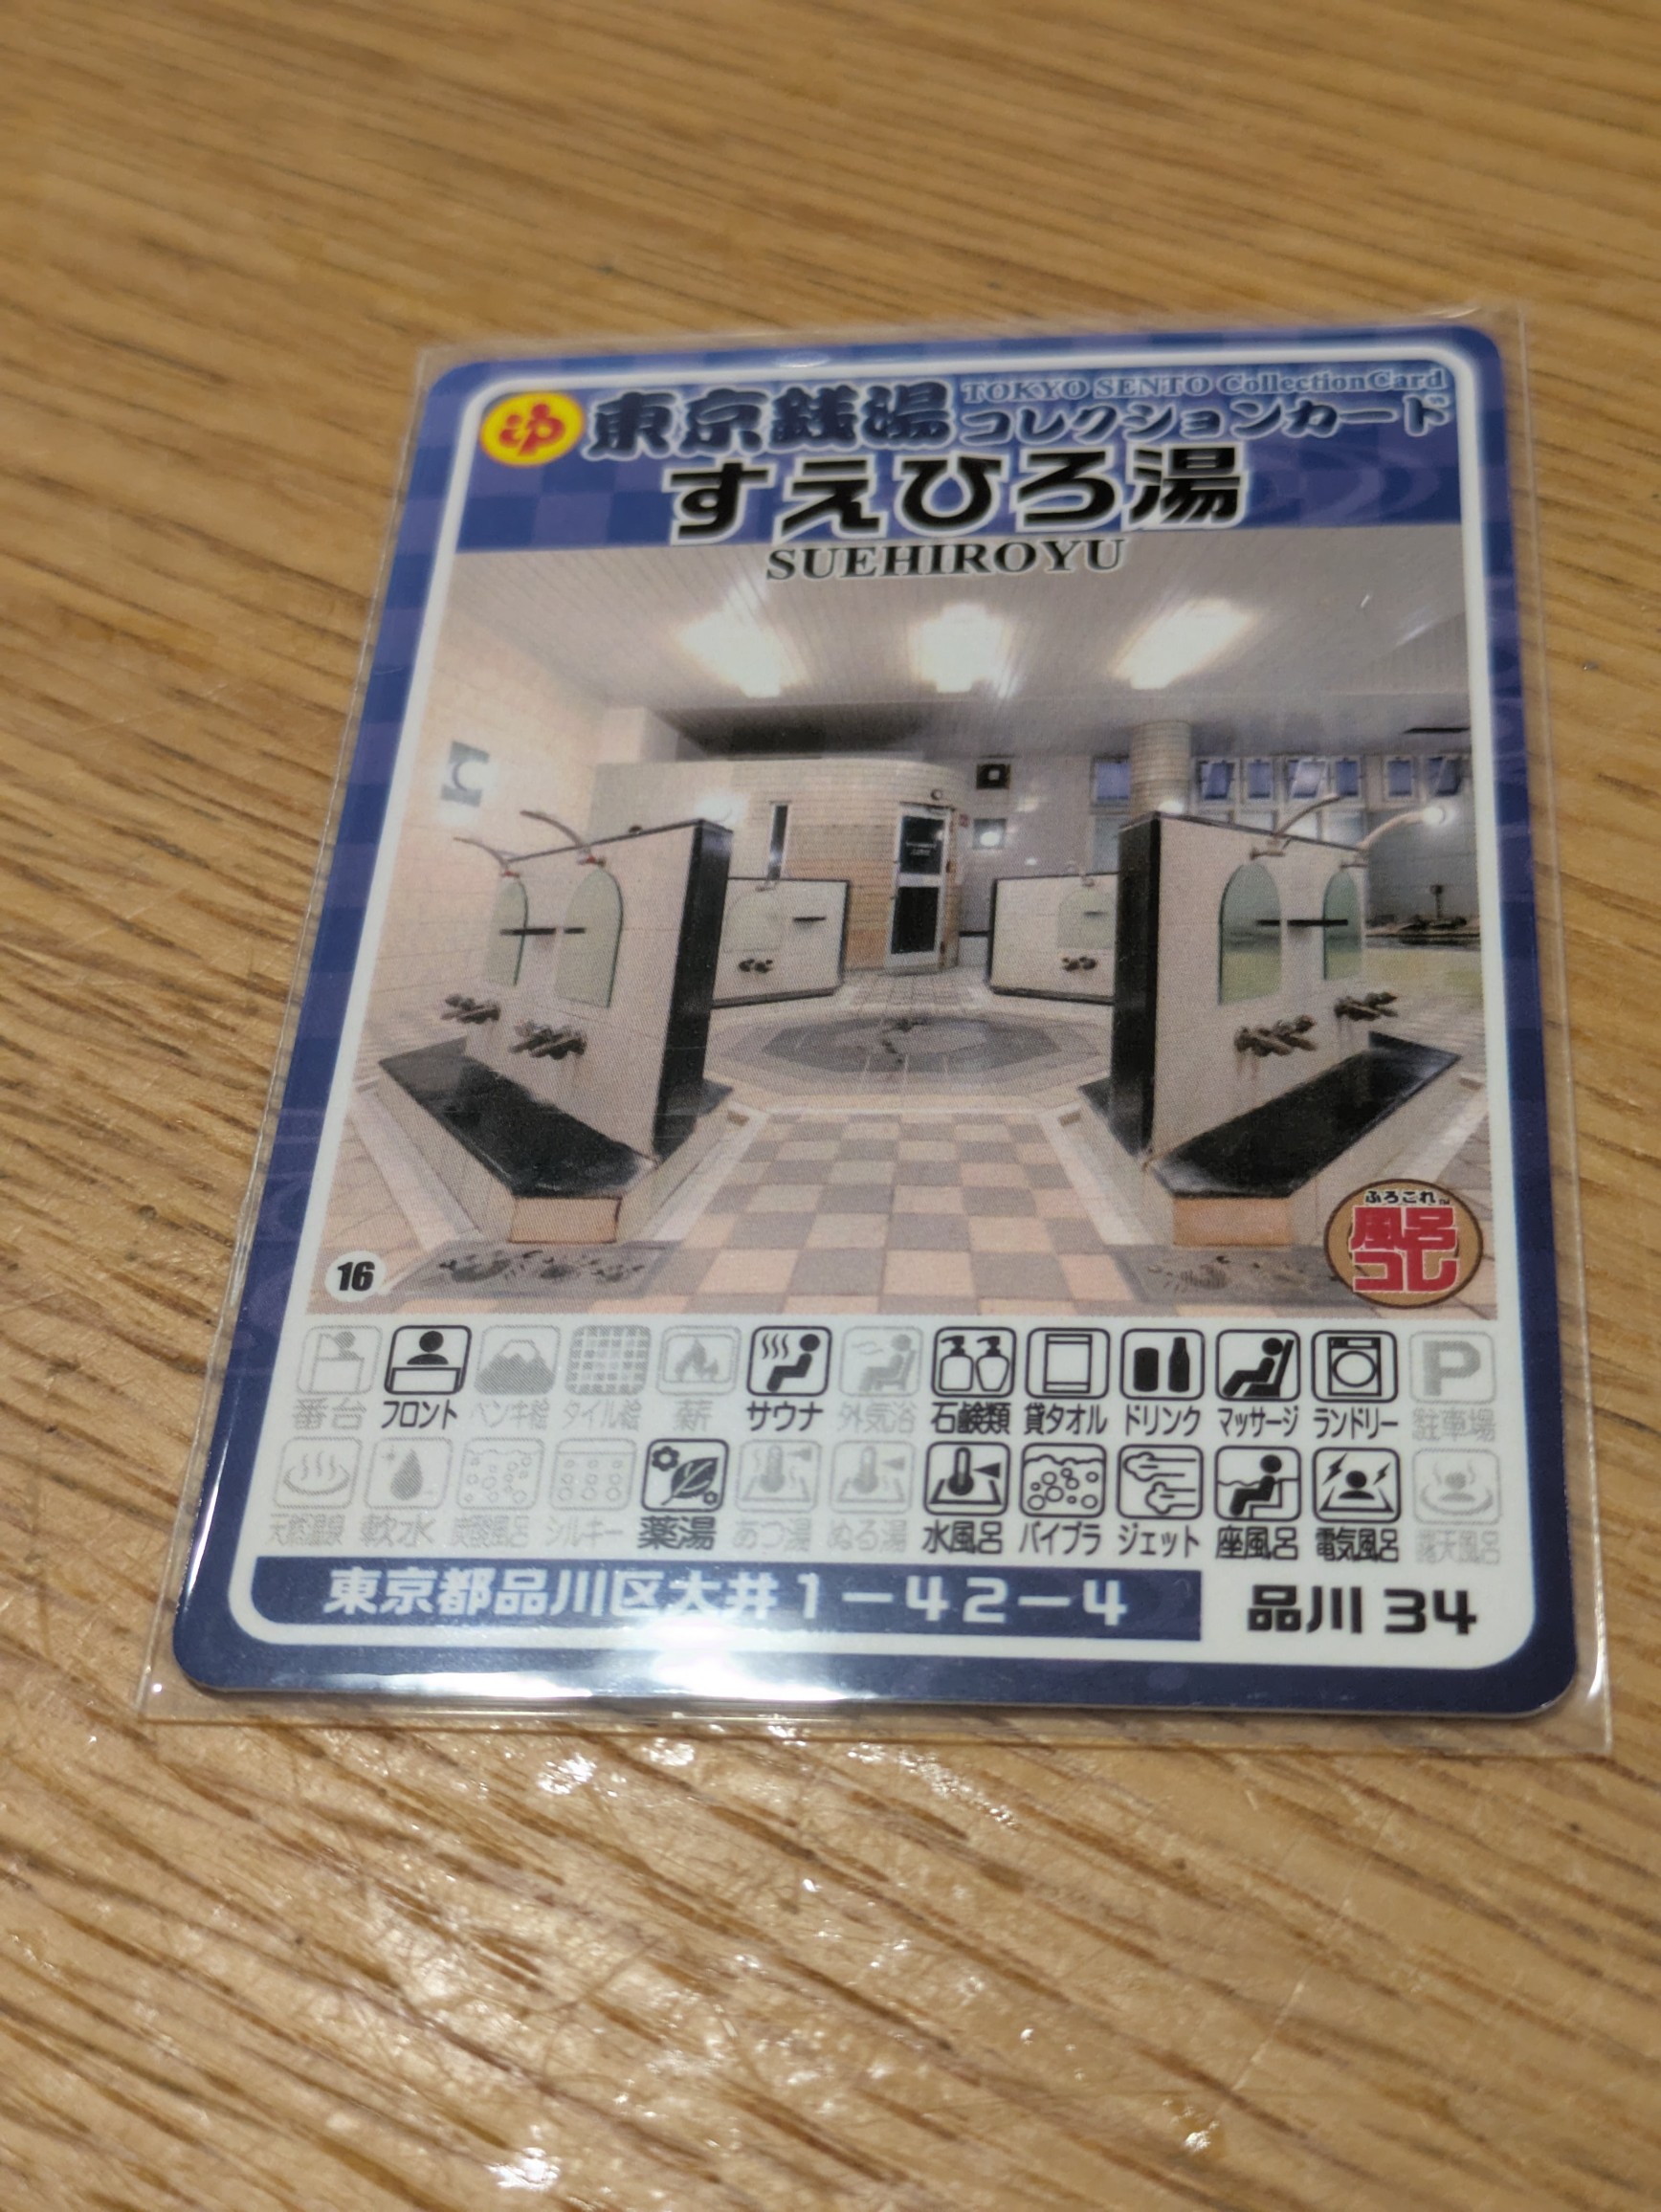 ゆ 東京銭湯 TOKYO SENTO CollectionCard
コレクションカード
すえひろ湯
SUEHIROYU
ふろこれ™
風呂
コレ
16
P
番台 フロント ペンキ絵 タイル絵 薪 サウナ 外気浴 石鹸類 貸タオル ドリンク マッサージ ランドリー 駐車場
天然温泉 軟水 炭酸風呂 シルキー 薬湯 あつ湯 ぬる湯 水風呂 バイブラ ジェット 座風呂 電気風呂 露天風呂
東京都品川区大井1-42-4 品川 34